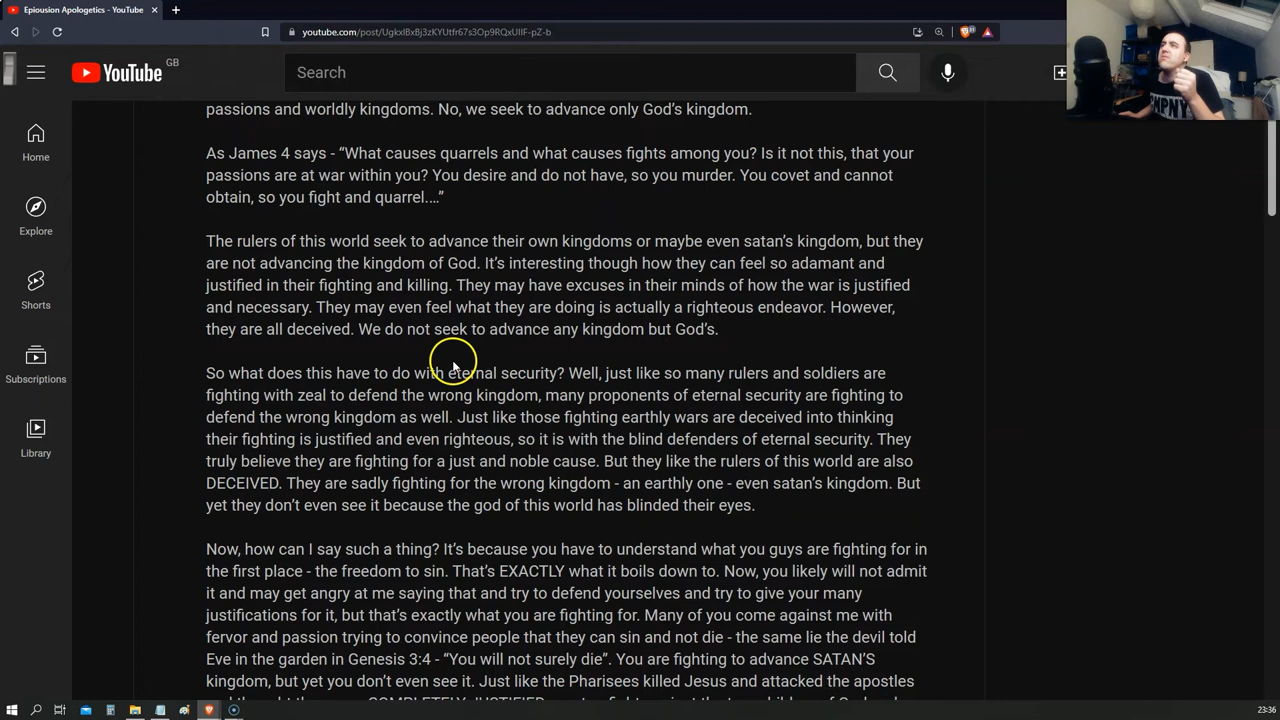 Epiousion Apologetics - YouTube
youtube.com/post/UgkxlBxBj3zKYUtfr67s3Op9RQxUIIF-pZ-b
YouTube GB
Search
Home
Explore
Shorts
Subscriptions
Library
passions and worldly kingdoms. No, we seek to advance only God's kingdom.
As James 4 says - “What causes quarrels and what causes fights among you? Is it not this, that your
passions are at war within you? You desire and do not have, so you murder. You covet and cannot
obtain, so you fight and quarrel.…”
The rulers of this world seek to advance their own kingdoms or maybe even satan’s kingdom, but they
are not advancing the kingdom of God. It’s interesting though how they can feel so adamant and
justified in their fighting and killing. They may have excuses in their minds of how the war is justified
and necessary. They may even feel what they are doing is actually a righteous endeavor. However,
they are all deceived. We do not seek to advance any kingdom but God’s.
So what does this have to do with eternal security? Well, just like so many rulers and soldiers are
fighting with zeal to defend the wrong kingdom, many proponents of eternal security are fighting to
defend the wrong kingdom as well. Just like those fighting earthly wars are deceived into thinking
their fighting is justified and even righteous, so it is with the blind defenders of eternal security. They
truly believe they are fighting for a just and noble cause. But they like the rulers of this world are also
DECEIVED. They are sadly fighting for the wrong kingdom - an earthly one - even satan’s kingdom. But
yet they don’t even see it because the god of this world has blinded their eyes.
Now, how can I say such a thing? It’s because you have to understand what you guys are fighting for in
the first place - the freedom to sin. That’s EXACTLY what it boils down to. Now, you likely will not admit
it and may get angry at me saying that and try to defend yourselves and try to give your many
justifications for it, but that’s exactly what you are fighting for. Many of you come against me with
fervor and passion trying to convince people that they can sin and not die - the same lie the devil told
Eve in the garden in Genesis 3:4 - “You will not surely die”. You are fighting to advance SATAN’S
kingdom, but yet you don’t even see it. Just like the Pharisees killed Jesus and attacked the apostles
23:36